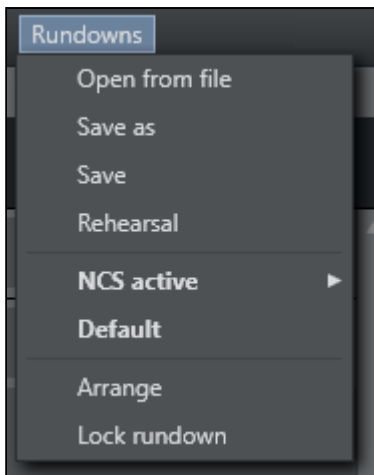 Rundowns
Open from file
Save as
Save
Rehearsal
NCS active
Default
Arrange
Lock rundown